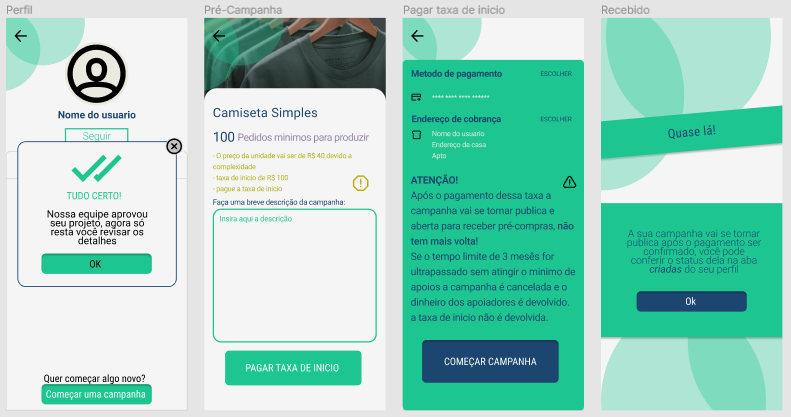 Perfil
Nome do usuario
Seguir
TUDO CERTO!
Nossa equipe aprovou
seu projeto, agora só
resta você revisar os
detalhes
OK
Quer começar algo novo?
Começar uma campanha
Pré-Campanha
Camiseta Simples
100 Pedidos minimos para produzir
- O preço da unidade vai ser de R$ 40 devido a
complexidade
- taxa de inicio de R$ 100
- pague a taxa de inicio
Faça uma breve descrição da campanha:
Insira aqui a descrição
PAGAR TAXA DE INICIO
Pagar taxa de inicio
Metodo de pagamento
ESCOLHER
**** **** **** ******
Endereço de cobrança
ESCOLHER
Nome do usuario
Endereço da casa
Apto
ATENÇÃO!
Após o pagamento dessa taxa a
campanha vai se tornar publica e
aberta para receber pré-compras, não
tem mais volta!
Se o tempo limite de 3 mesês for
ultrapassado sem atingir o minimo de
apoios a campanha é cancelada e o
dinheiro dos apoiadores é devolvido.
a taxa de inicio não é devolvida.
COMEÇAR CAMPANHA
Recebido
Quase lá!
A sua campanha vai se tornar
publica após o pagamento ser
confirmado, você pode
conferir o status dela na aba
criadas do seu perfil
Ok